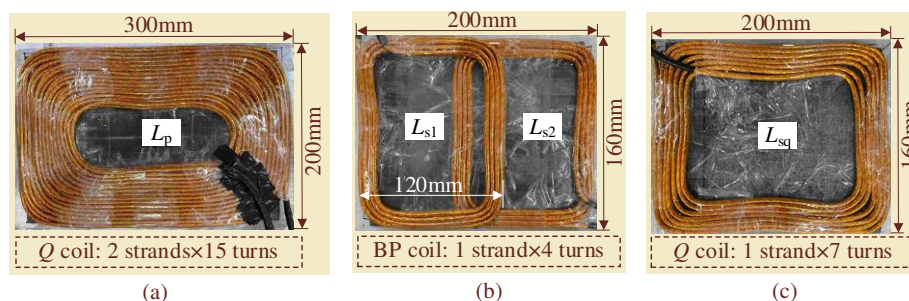 300mm
200mm
Lp
Q coil: 2 strands×15 turns
(a)
200mm
160mm
Ls1
Ls2
120mm
BP coil: 1 strand×4 turns
(b)
200mm
160mm
Lsq
Q coil: 1 strand×7 turns
(c)